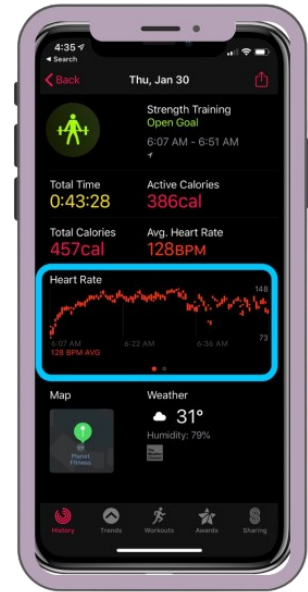 4:35
Search
Back
Thu, Jan 30
Strength Training
Open Goal
6:07 AM - 6:51 AM
Total Time
0:43:28
Active Calories
386cal
Total Calories
457cal
Avg. Heart Rate
128BPM
Heart Rate
148
73
6:07 AM
6:22 AM
6:36 AM
128 BPM AVG
Map
Planet
Fitness
Weather
31°
Humidity: 79%
History
Trends
Workouts
Awards
Sharing